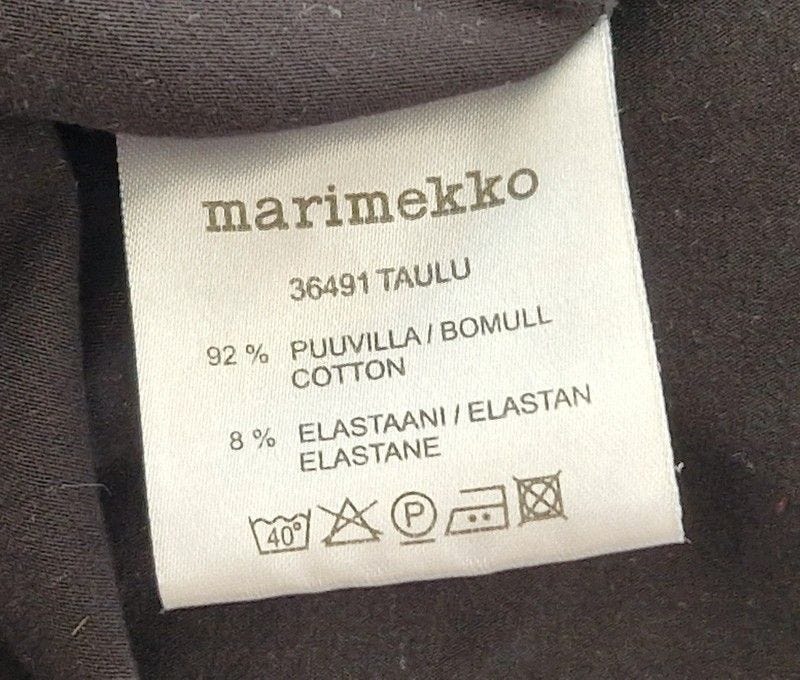 marimekko
36491 TAULU
92 % PUUVILLA / BOMULL
COTTON
8 % ELASTAANI / ELASTAN
ELASTANE
40° P